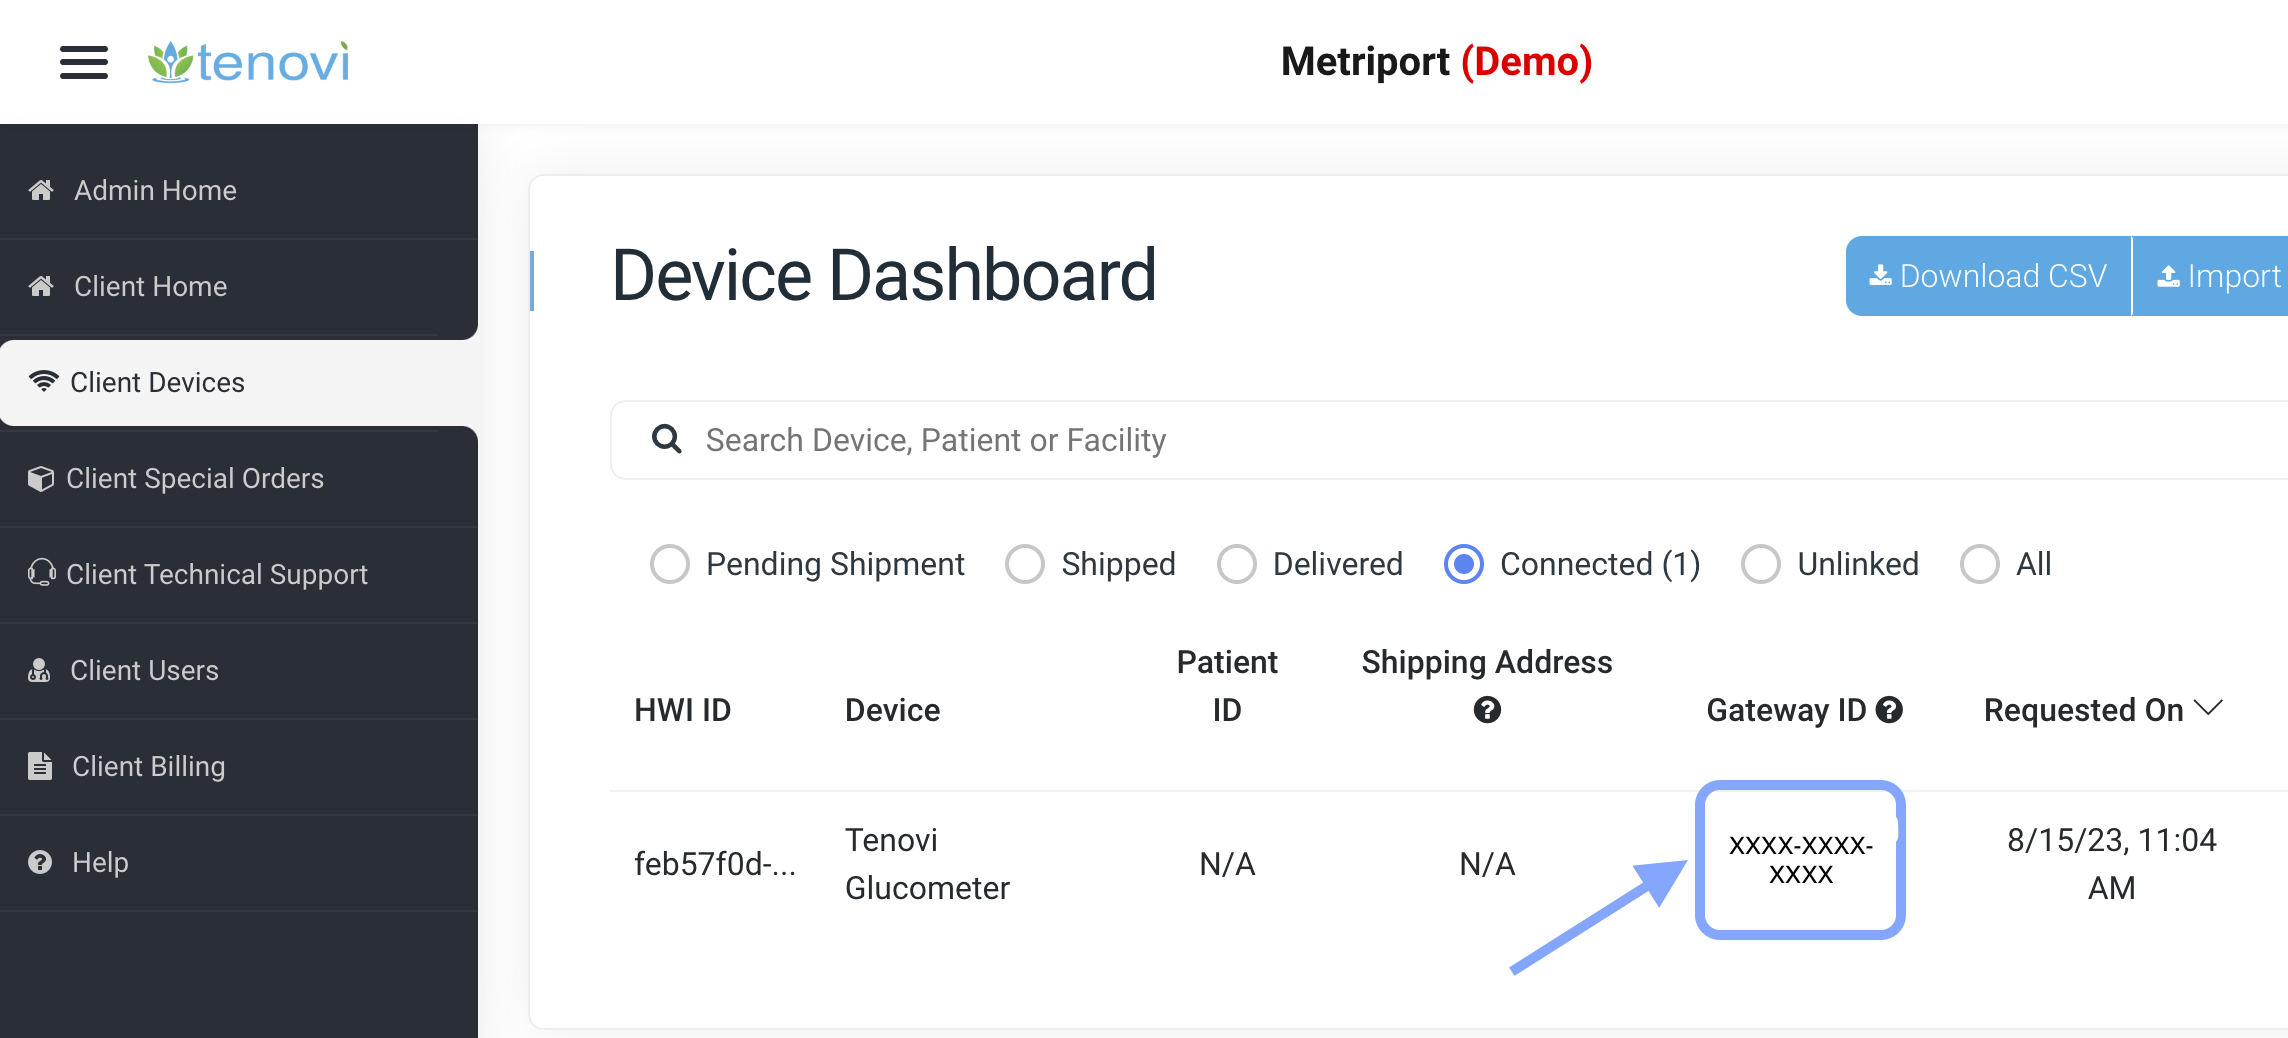 tenovi
Metriport (Demo)
Admin Home
Client Home
Client Devices
Client Special Orders
Client Technical Support
Client Users
Client Billing
Help
Device Dashboard
Download CSV
Import
Search Device, Patient or Facility
Pending Shipment
Shipped
Delivered
Connected (1)
Unlinked
All
HWI ID
Device
Patient
ID
Shipping Address
?
Gateway ID ?
Requested On
feb57f0d-...
Tenovi
Glucometer
N/A
N/A
XXXX-XXXX-
XXXX
8/15/23, 11:04
AM